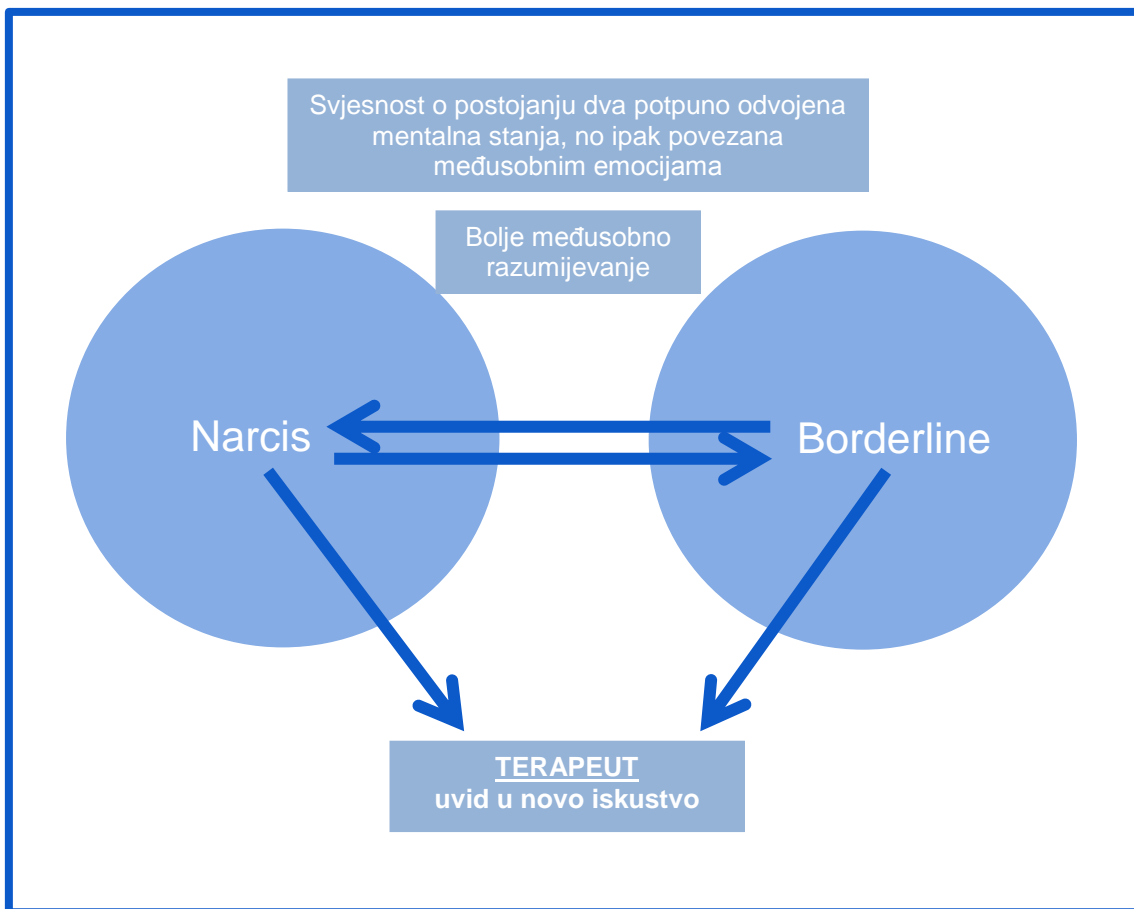 Svjesnost o postojanju dva potpuno odvojena
mentalna stanja, no ipak povezana
međusobnim emocijama
Bolje međusobno
razumijevanje
Narcis
Borderline
TERAPEUT
uvid u novo iskustvo